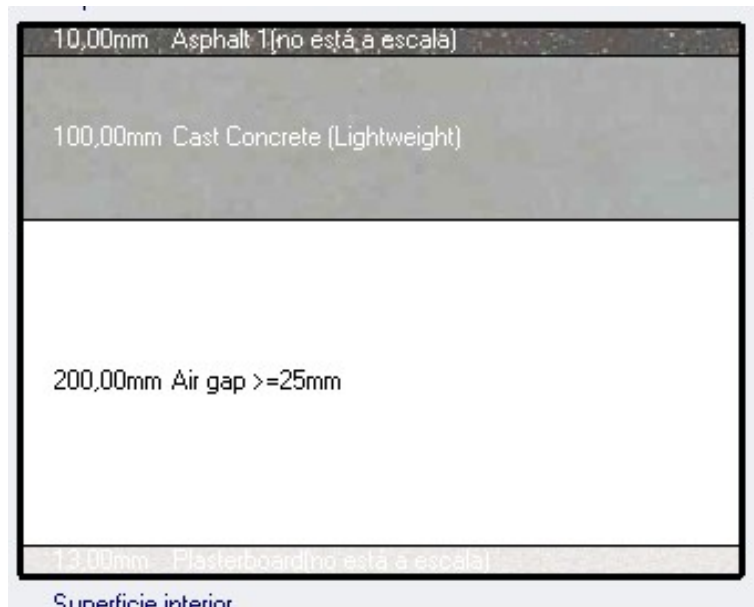 10,00mm Asphalt 1(no está a escala)
100,00mm Cast Concrete (Lightweight)
200,00mm Air gap >=25mm
13,00mm Plasterboard(no está a escala)
Superficie interior